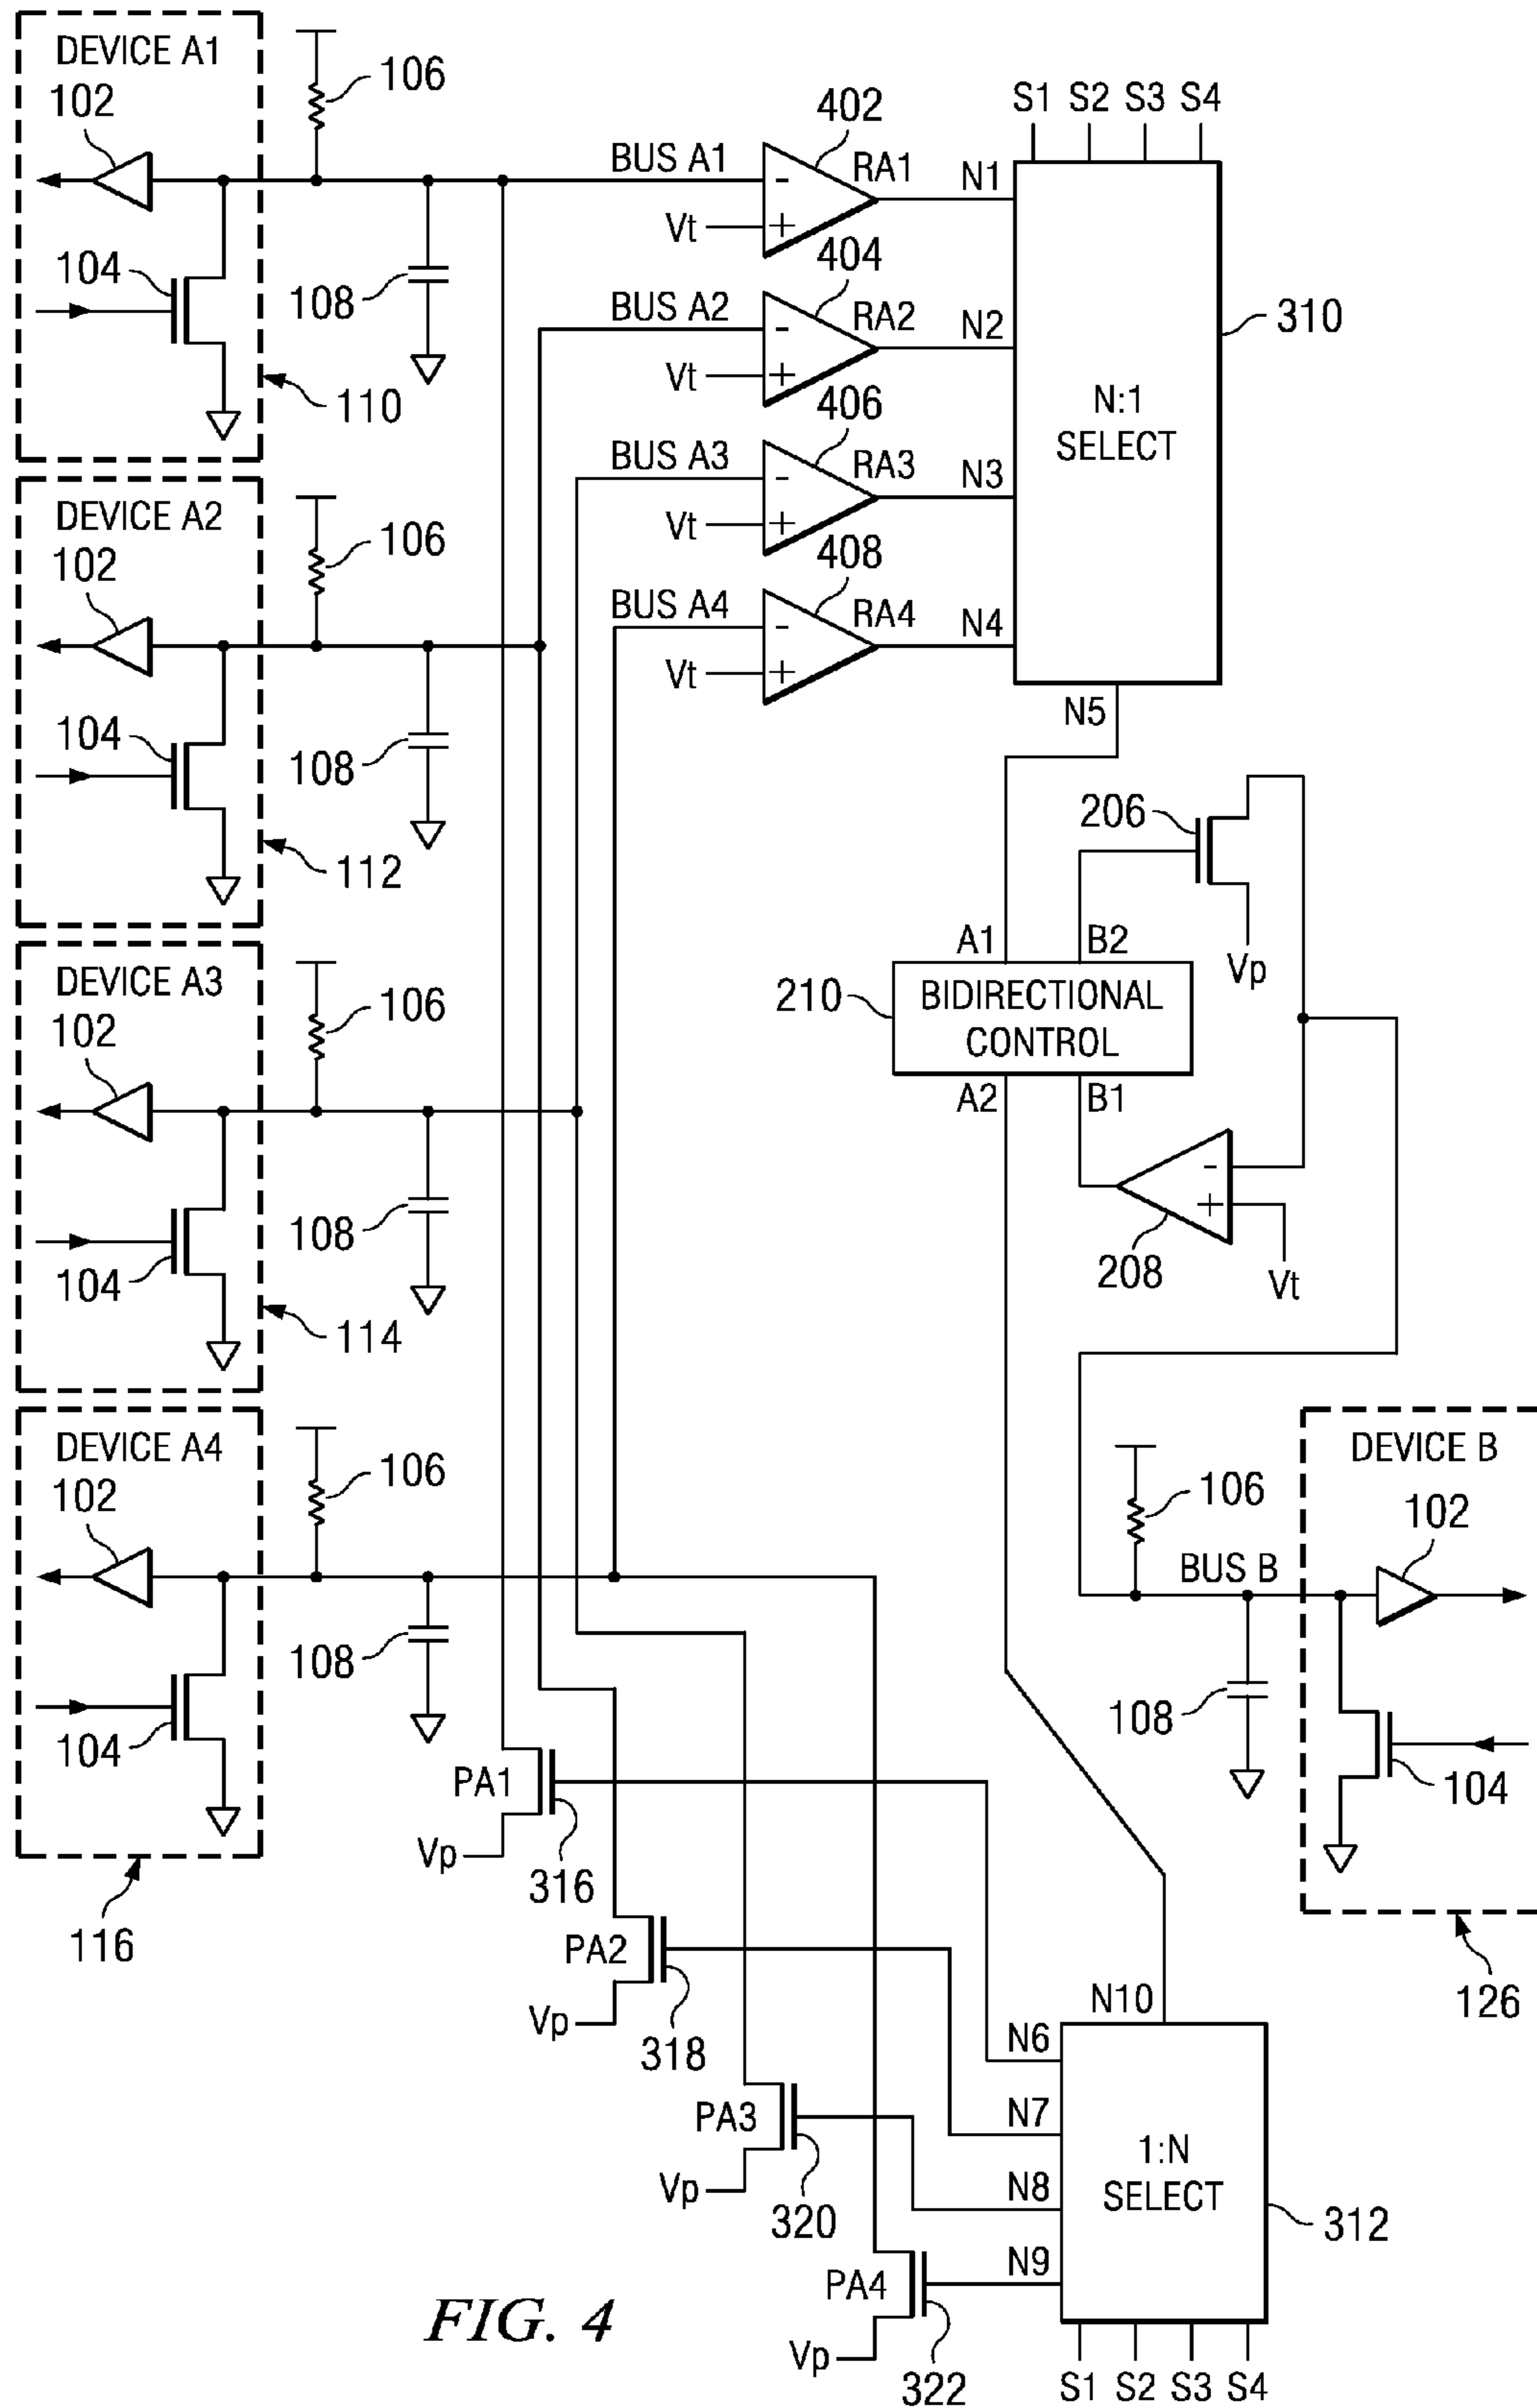 DEVICE A1
102
106
104
108
110
BUS A1
402
RA1
N1
Vt
-
+
S1 S2 S3 S4
BUS A2
404
RA2
N2
Vt
-
+
310
N:1
SELECT
BUS A3
406
RA3
N3
Vt
-
+
BUS A4
408
RA4
N4
Vt
-
+
N5
DEVICE A2
102
106
104
108
112
206
Vp
A1 B2
210
BIDIRECTIONAL
CONTROL
A2 B1
-
+
208
Vt
DEVICE A3
102
106
104
108
114
DEVICE A4
102
106
104
108
116
DEVICE B
106
102
BUS B
108
104
126
PA1
Vp
316
PA2
Vp
318
PA3
Vp
320
PA4
Vp
322
N10
N6
N7
N8
N9
1:N
SELECT
312
S1 S2 S3 S4
FIG. 4